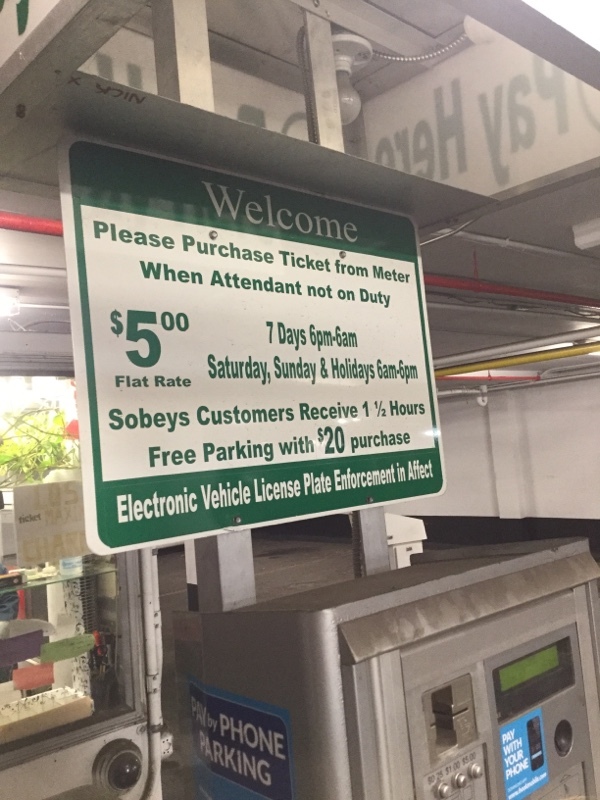 Pay Here
Welcome
Please Purchase Ticket from Meter
When Attendant not on Duty
$5 00
Flat Rate
7 Days 6pm-6am
Saturday, Sunday & Holidays 6am-6pm
Sobeys Customers Receive 1 ½ Hours
Free Parking with $20 purchase
Electronic Vehicle License Plate Enforcement in Affect
ticket
PAY by PHONE
PARKING
PAY
WITH
YOUR
PHONE